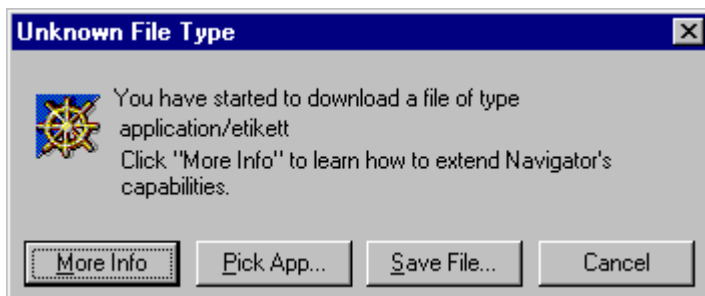 Unknown File Type
You have started to download a file of type
application/etikett
Click "More Info" to learn how to extend Navigator's
capabilities.
More Info
Pick App...
Save File...
Cancel